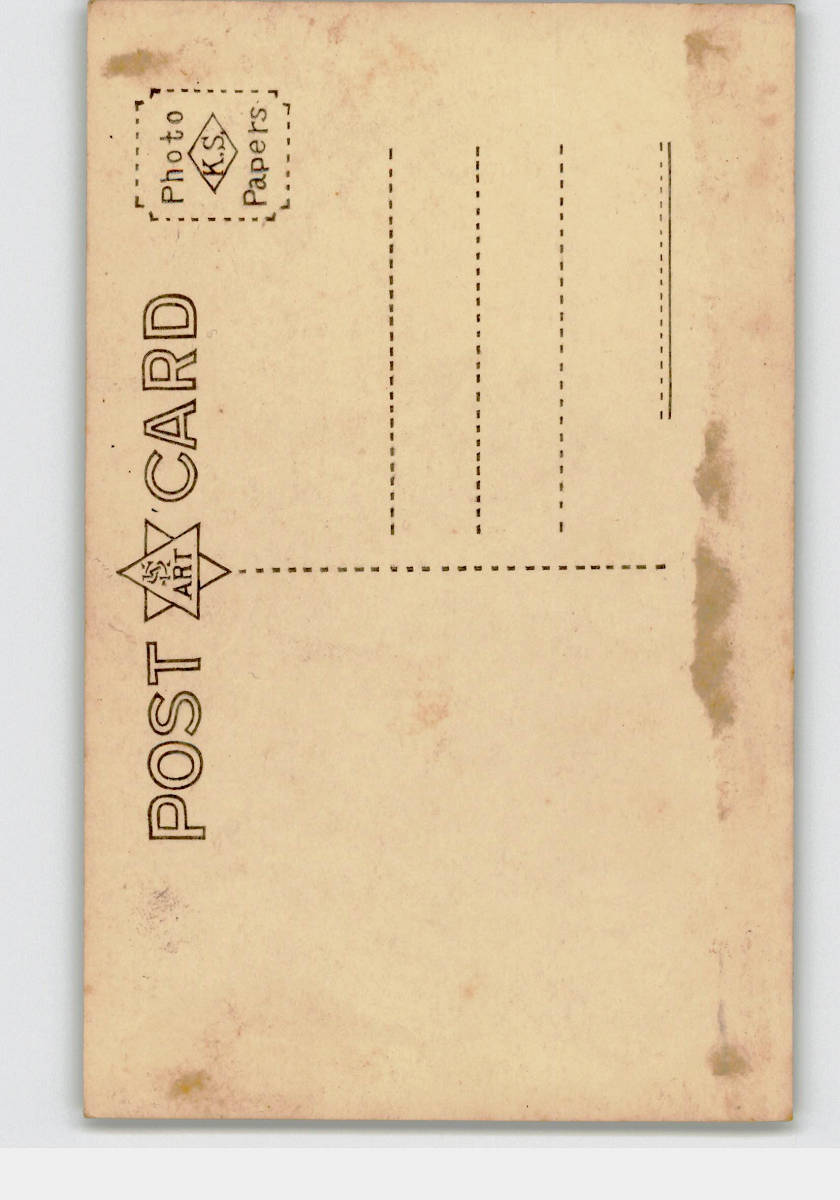 POST CARD
ART
Photo
K.S.
Papers